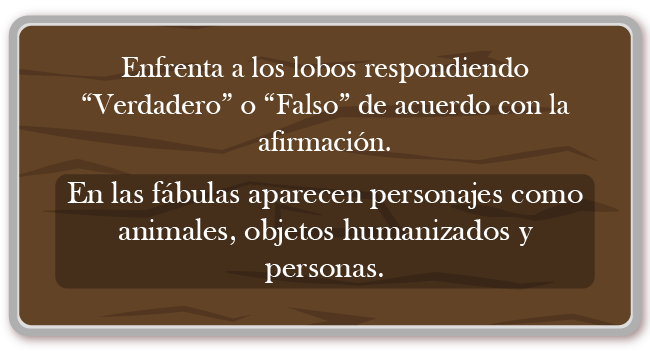 Enfrenta a los lobos respondiendo
“Verdadero” o “Falso” de acuerdo con la
afirmación.
En las fábulas aparecen personajes como
animales, objetos humanizados y
personas.